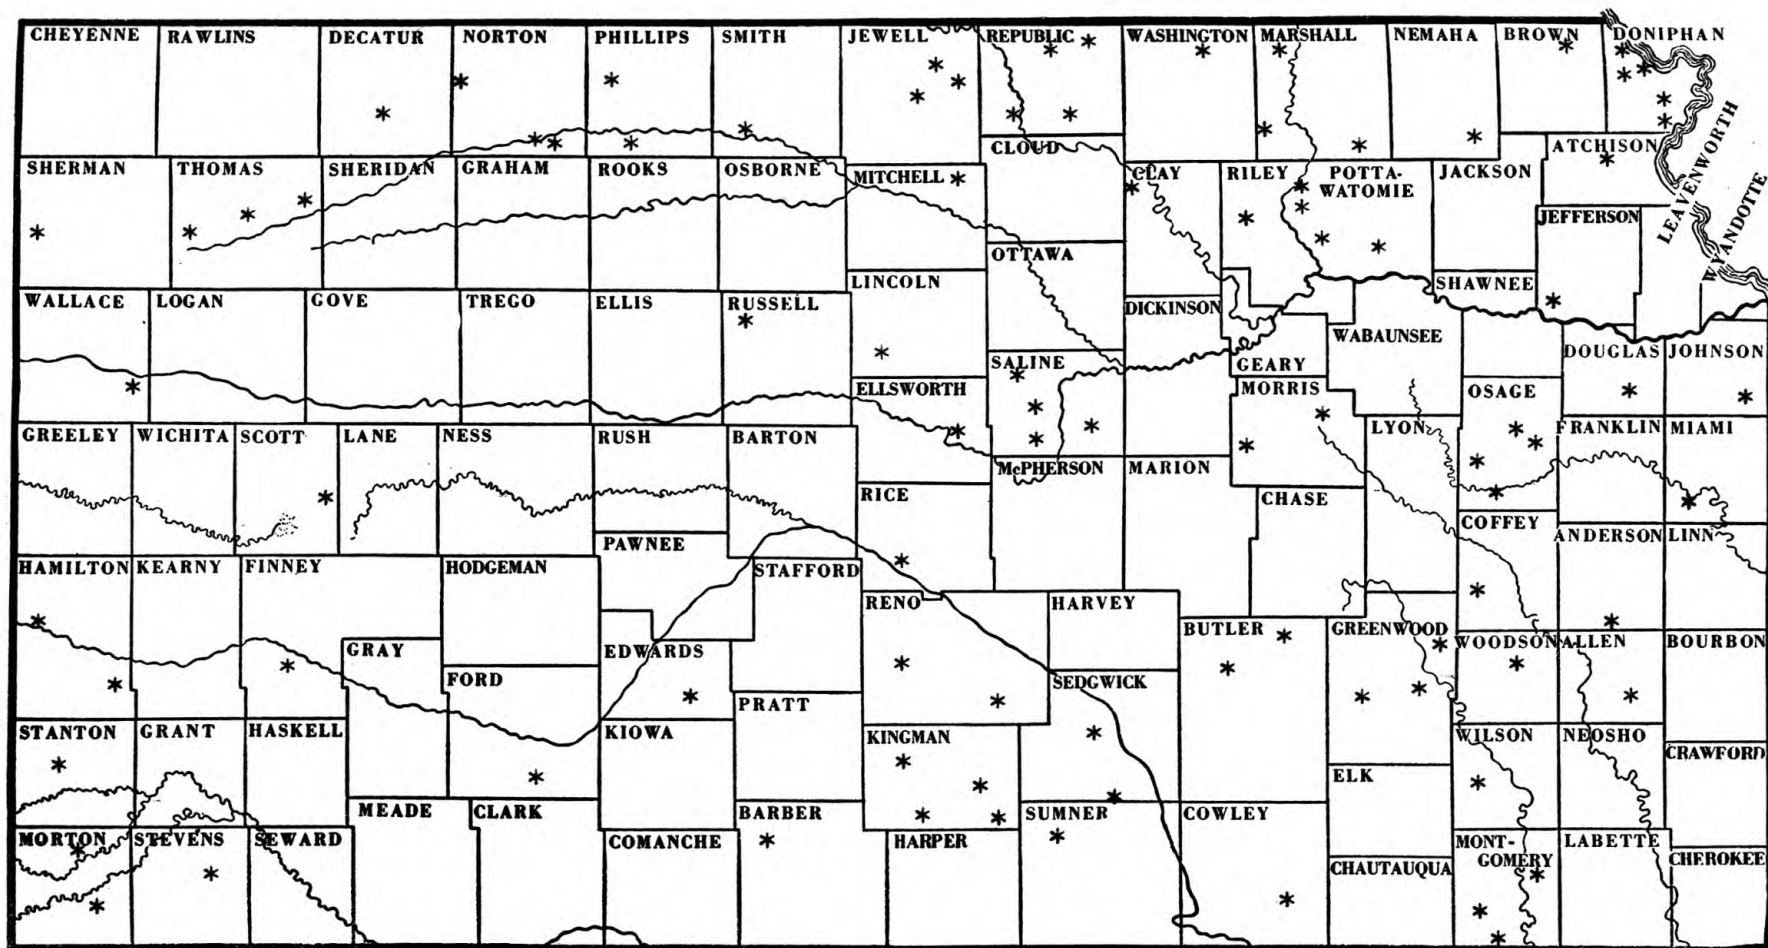 CHEYENNE RAWLINS DECATUR NORTON PHILLIPS SMITH JEWELL REPUBLIC WASHINGTON MARSHALL NEMAHA BROWN DONIPHAN
CLOUD ATCHISON
SHERMAN THOMAS SHERIDAN GRAHAM ROOKS OSBORNE MITCHELL CLAY RILEY POTTA- JACKSON LEAVENWORTH
WATOMIE
JEFFERSON WYANDOTTE
OTTAWA
LINCOLN SHAWNEE
WALLACE LOGAN GOVE TREGO ELLIS RUSSELL DICKINSON
WABAUNSEE
DOUGLAS JOHNSON
SALINE GEARY
ELLSWORTH MORRIS OSAGE
GREELEY WICHITA SCOTT LANE NESS RUSH BARTON LYON FRANKLIN MIAMI
McPHERSON MARION
RICE CHASE
COFFEY
PAWNEE ANDERSON LINN
HAMILTON KEARNY FINNEY HODGEMAN STAFFORD
RENO HARVEY
BUTLER GREENWOOD
GRAY EDWARDS WOODSON ALLEN BOURBON
FORD SEDGWICK
PRATT
STANTON GRANT HASKELL KIOWA KINGMAN WILSON NEOSHO
CRAWFORD
ELK
MEADE CLARK BARBER SUMNER COWLEY
MORTON STEVENS SEWARD COMANCHE HARPER MONT- LABETTE
GOMERY
CHEROKEE
CHAUTAUQUA